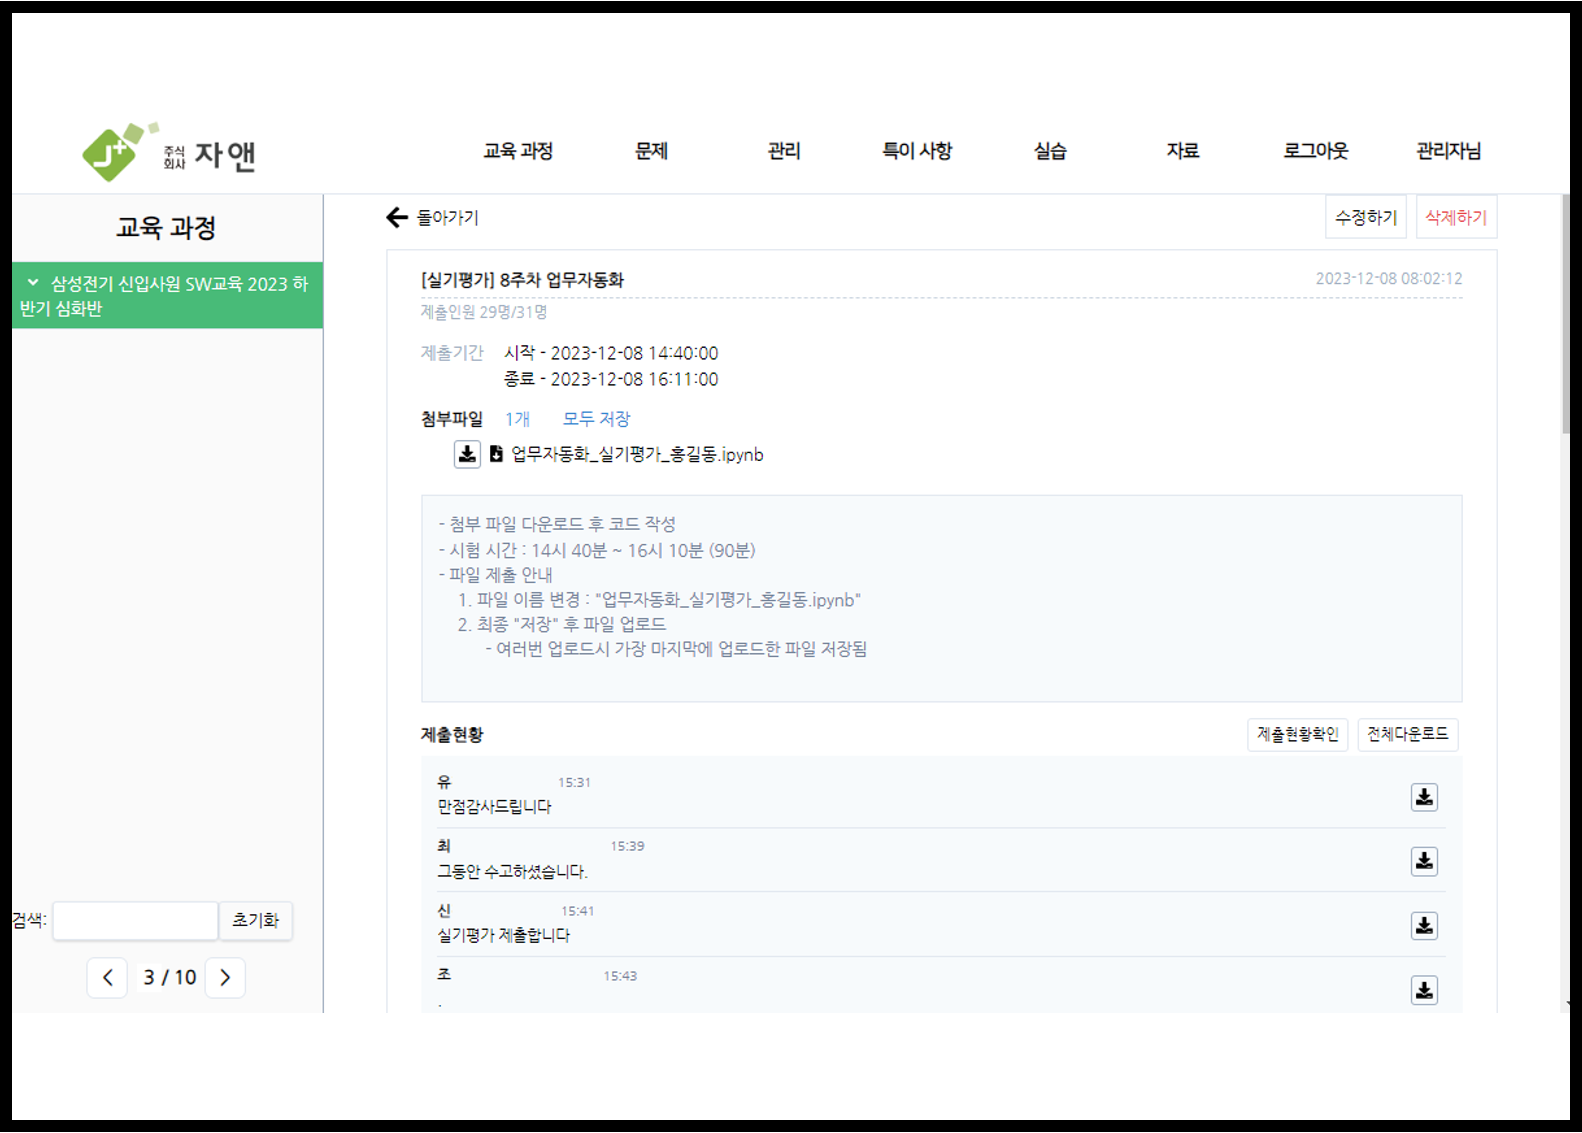 J+ 주식회사 자앤
교육 과정 문제 관리 특이 사항 실습 자료 로그아웃 관리자님
교육 과정
삼성전기 신입사원 SW교육 2023 하
반기 심화반
검색: 초기화
3 / 10
돌아가기 수정하기 삭제하기
[실기평가] 8주차 업무자동화 2023-12-08 08:02:12
제출인원 29명/31명
제출기간 시작 - 2023-12-08 14:40:00
종료 - 2023-12-08 16:11:00
첨부파일 1개 모두 저장
업무자동화_실기평가_홍길동.ipynb
- 첨부 파일 다운로드 후 코드 작성
- 시험 시간 : 14시 40분 ~ 16시 10분 (90분)
- 파일 제출 안내
1. 파일 이름 변경 : "업무자동화_실기평가_홍길동.ipynb"
2. 최종 "저장" 후 파일 업로드
- 여러번 업로드시 가장 마지막에 업로드한 파일 저장됨
제출현황 제출현황확인 전체다운로드
유 15:31
만점감사드립니다
최 15:39
그동안 수고하셨습니다.
신 15:41
실기평가 제출합니다
조 15:43
.